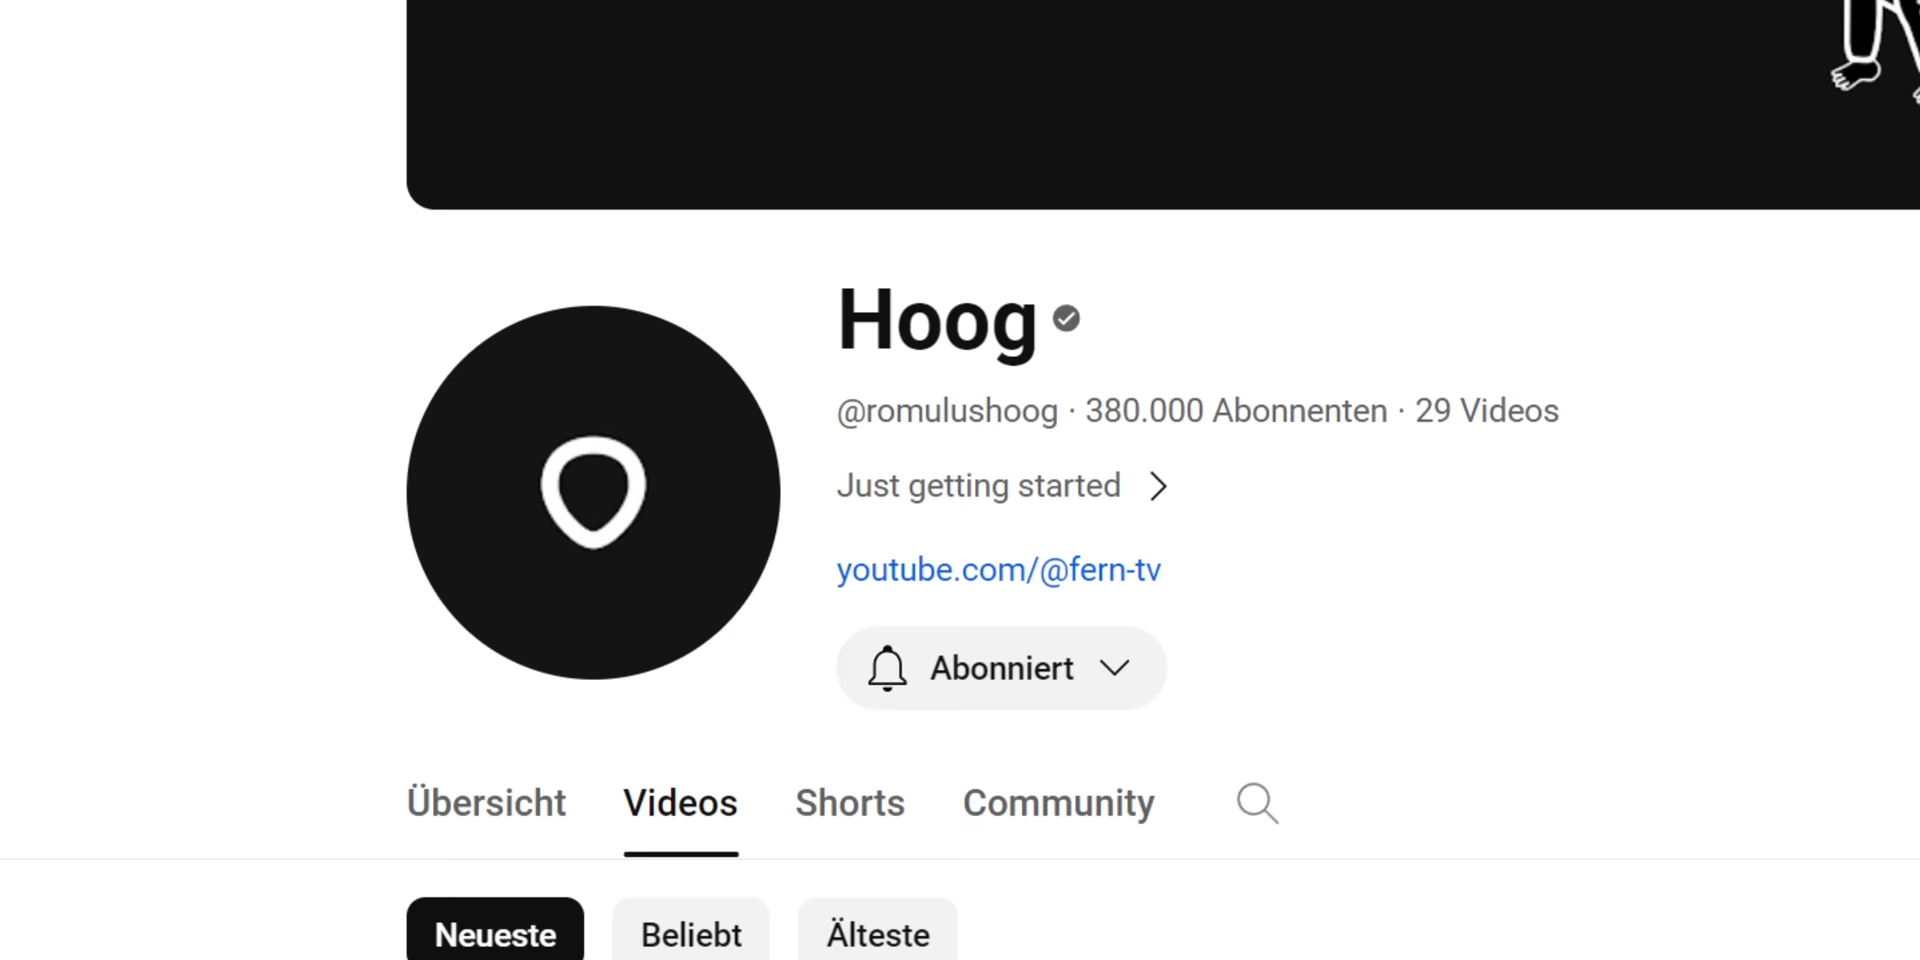 Hoog
@romulushoog · 380.000 Abonnenten · 29 Videos
Just getting started
youtube.com/@fern-tv
Abonniert
Übersicht Videos Shorts Community
Neueste Beliebt Älteste